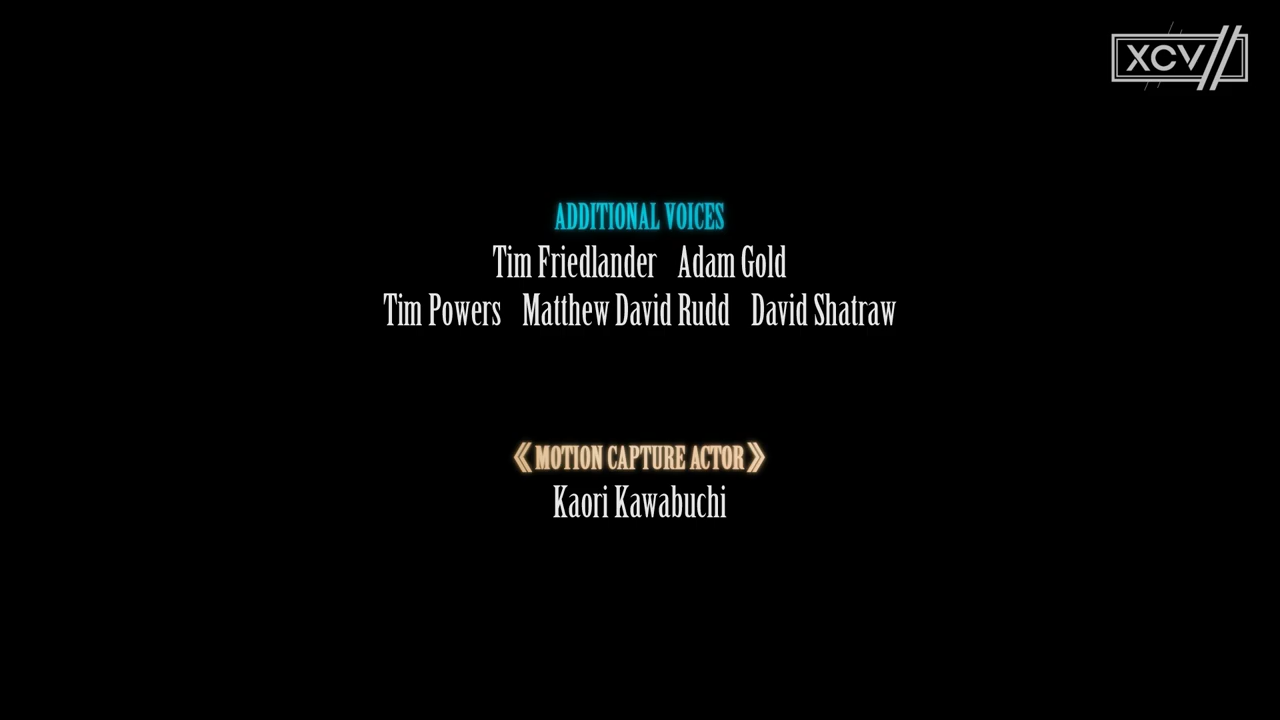 XCV//
ADDITIONAL VOICES
Tim Friedlander Adam Gold
Tim Powers Matthew David Rudd David Shatraw
《MOTION CAPTURE ACTOR》
Kaori Kawabuchi